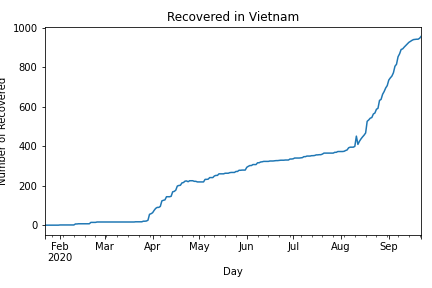 Recovered in Vietnam
1000
800
600
400
200
0
Number of Recovered
Feb
2020
Mar
Apr
May
Jun
Jul
Aug
Sep
Day